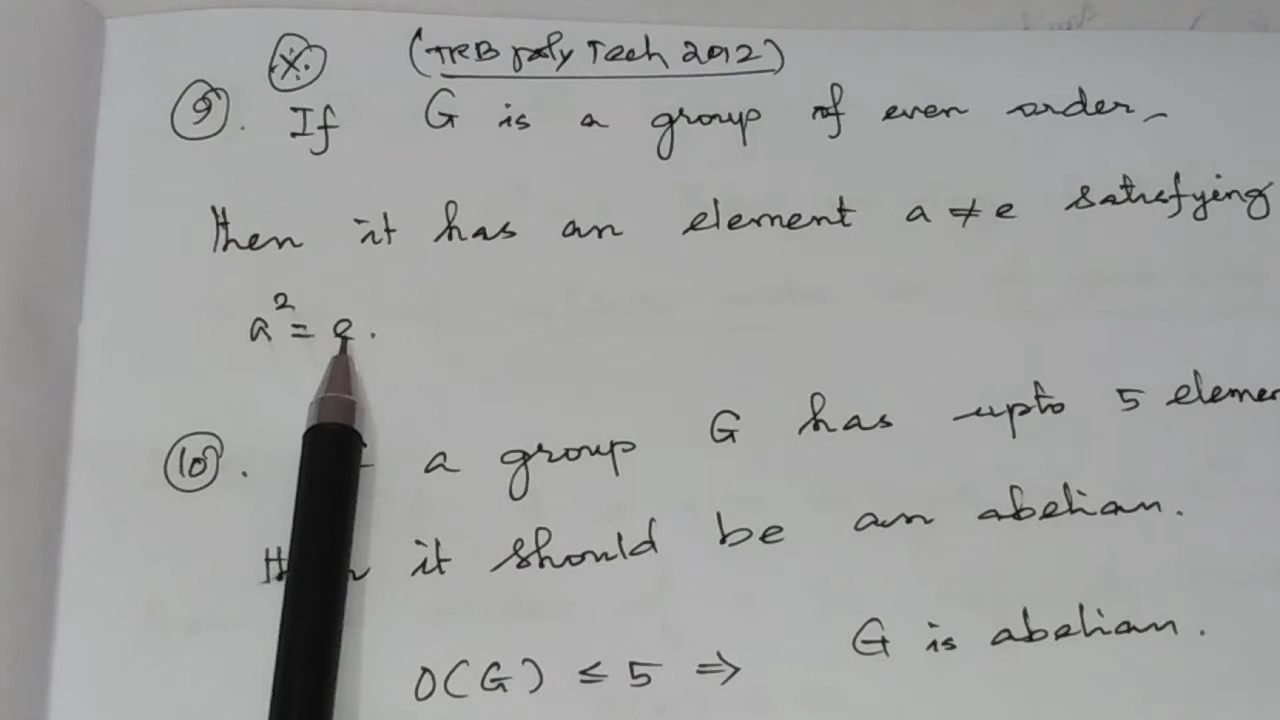 (TRB poly Tech 2012)
9. If G is a group of even order,
then it has an element a ≠ e satisfying
a² = e.
10. a group G has upto 5 elemen
it should be an abelian.
O(G) ≤ 5 ⇒ G is abelian.